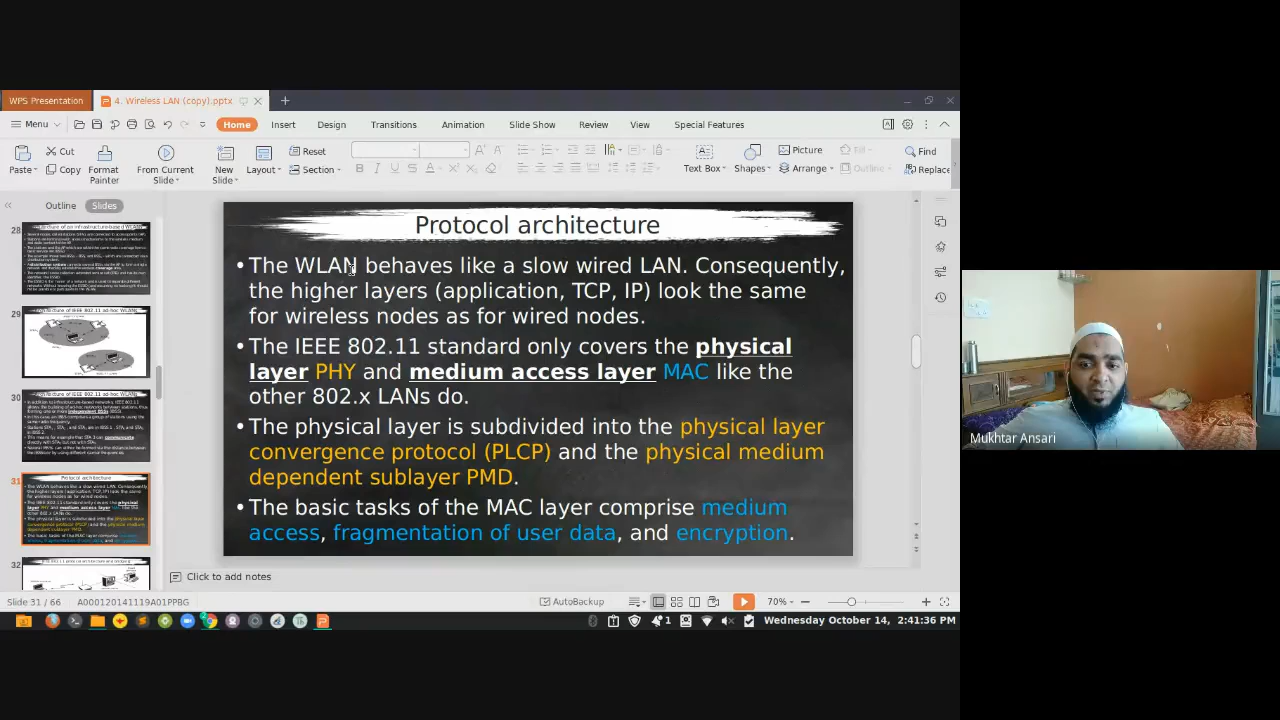 WPS Presentation
4. Wireless LAN (copy).pptx
Menu
Home
Insert
Design
Transitions
Animation
Slide Show
Review
View
Special Features
Paste
Cut
Copy
Format
Painter
From Current
Slide
New
Slide
Layout
Reset
Section
Text Box
Shapes
Picture
Fill
Arrange
Outline
Find
Replace
Outline
Slides
28
29
30
31
32
Protocol architecture
• The WLAN behaves like a slow wired LAN. Consequently,
the higher layers (application, TCP, IP) look the same
for wireless nodes as for wired nodes.
• The IEEE 802.11 standard only covers the physical
layer PHY and medium access layer MAC like the
other 802.x LANs do.
• The physical layer is subdivided into the physical layer
convergence protocol (PLCP) and the physical medium
dependent sublayer PMD.
• The basic tasks of the MAC layer comprise medium
access, fragmentation of user data, and encryption.
Click to add notes
Slide 31 / 66
A000120141119A01PPBG
AutoBackup
70%
1
Wednesday October 14, 2:41:36 PM
Mukhtar Ansari